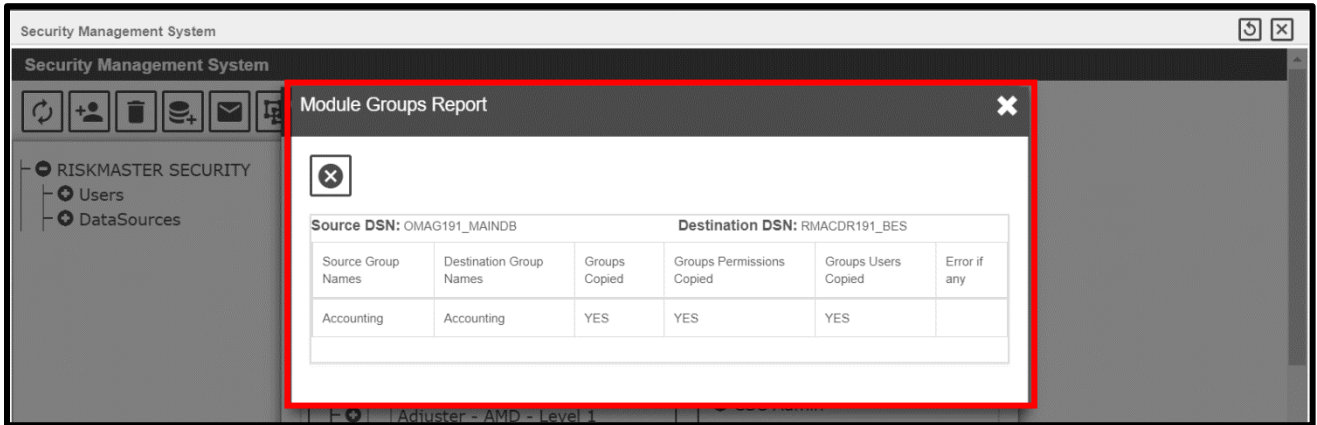 Security Management System
Security Management System
Module Groups Report
RISKMASTER SECURITY
Users
DataSources
Source DSN: OMAG191_MAINDB Destination DSN: RMACDR191_BES
Source Group Names Destination Group Names Groups Copied Groups Permissions Copied Groups Users Copied Error if any
Accounting Accounting YES YES YES
Adjuster - AMD - Level 1